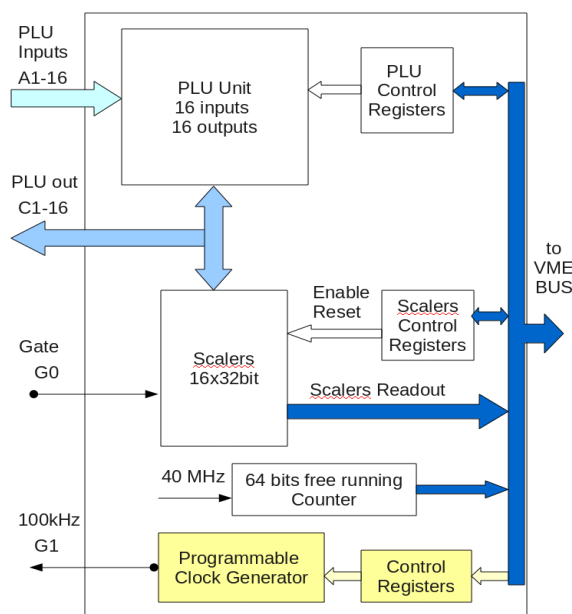 PLU
Inputs
A1-16
PLU Unit
16 inputs
16 outputs
PLU
Control
Registers
PLU out
C1-16
to
VME
BUS
Enable
Reset
Scalers
Control
Registers
Gate
G0
Scalers
16x32bit
Scalers Readout
40 MHz
64 bits free running
Counter
100kHz
G1
Programmable
Clock Generator
Control
Registers